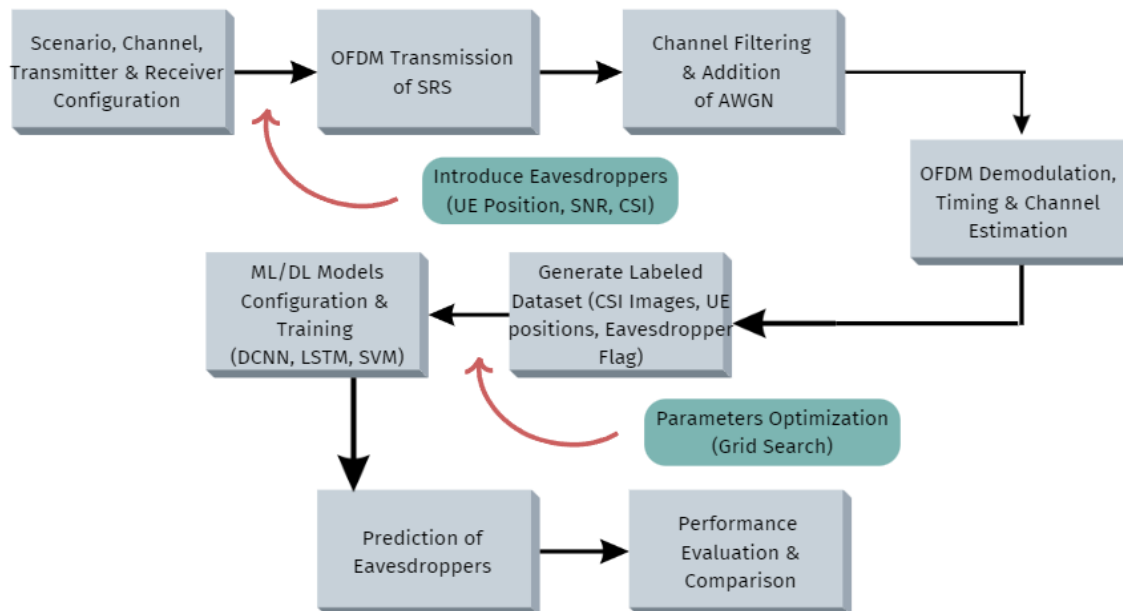 Scenario, Channel,
Transmitter & Receiver
Configuration
OFDM Transmission
of SRS
Channel Filtering
& Addition
of AWGN
Introduce Eavesdroppers
(UE Position, SNR, CSI)
OFDM Demodulation,
Timing & Channel
Estimation
Generate Labeled
Dataset (CSI Images, UE
positions, Eavesdropper
Flag)
ML/DL Models
Configuration &
Training
(DCNN, LSTM, SVM)
Parameters Optimization
(Grid Search)
Prediction of
Eavesdroppers
Performance
Evaluation &
Comparison